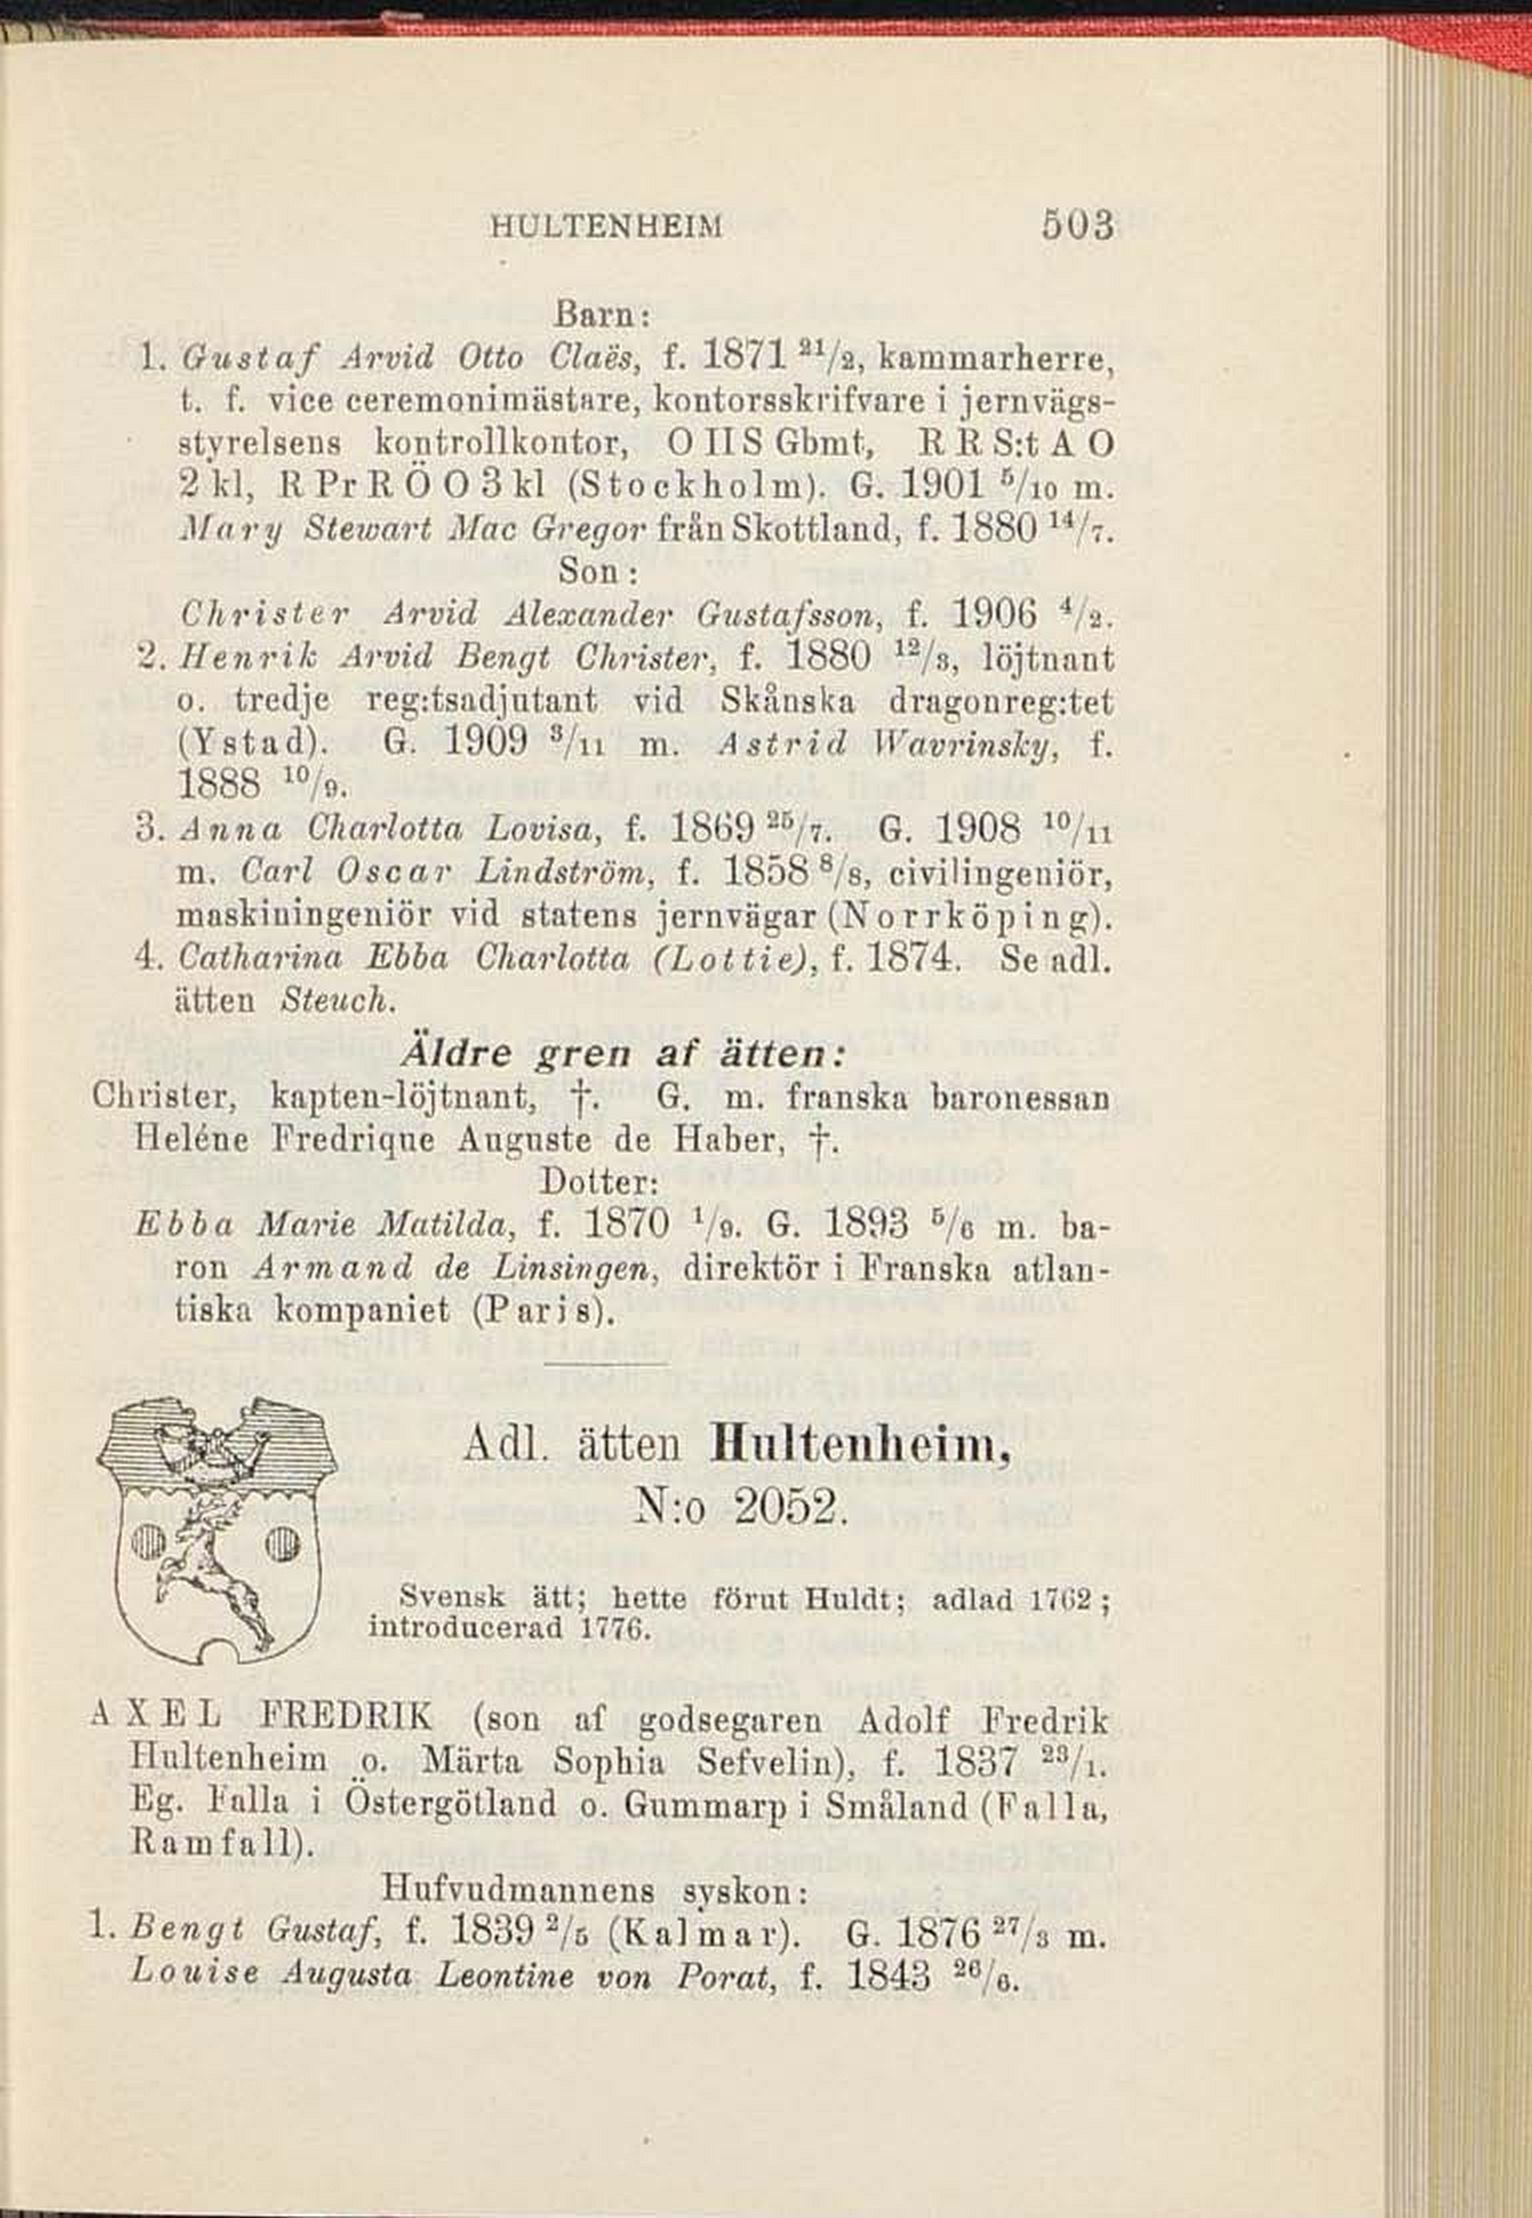 HULTENHEIM 503
Barn:
1. Gustaf Arvid Otto Claës, f. 1871 21/2, kammarherre,
t. f. vice ceremonimästare, kontorsskrifvare i jernvägs-
styrelsens kontrollkontor, O II S Gbmt, R R S:t A O
2 kl, R Pr R Ö O 3 kl (Stockholm). G. 1901 5/10 m.
Mary Stewart Mac Gregor från Skottland, f. 1880 14/7.
Son:
Christer Arvid Alexander Gustafsson, f. 1906 4/2.
2. Henrik Arvid Bengt Christer, f. 1880 12/3, löjtnant
o. tredje reg:tsadjutant vid Skånska dragonreg:tet
(Ystad). G. 1909 3/11 m. Astrid Wavrinsky, f.
1888 10/9.
3. Anna Charlotta Lovisa, f. 1869 25/7. G. 1908 10/11
m. Carl Oscar Lindström, f. 1858 8/8, civilingeniör,
maskiningeniör vid statens jernvägar (Norrköping).
4. Catharina Ebba Charlotta (Lottie), f. 1874. Se adl.
ätten Steuch.
Äldre gren af ätten:
Christer, kapten-löjtnant, †. G. m. franska baronessan
Heléne Fredrique Auguste de Haber, †.
Dotter:
Ebba Marie Matilda, f. 1870 1/9. G. 1893 5/6 m. ba-
ron Armand de Linsingen, direktör i Franska atlan-
tiska kompaniet (Paris).
Adl. ätten Hultenheim,
N:o 2052.
Svensk ätt; hette förut Huldt; adlad 1762;
introducerad 1776.
AXEL FREDRIK (son af godsegaren Adolf Fredrik
Hultenheim o. Märta Sophia Sefvelin), f. 1837 23/1.
Eg. Falla i Östergötland o. Gummarp i Småland (Falla,
Ramfall).
Hufvudmannens syskon:
1. Bengt Gustaf, f. 1839 2/5 (Kalmar). G. 1876 27/3 m.
Louise Augusta Leontine von Porat, f. 1843 26/6.